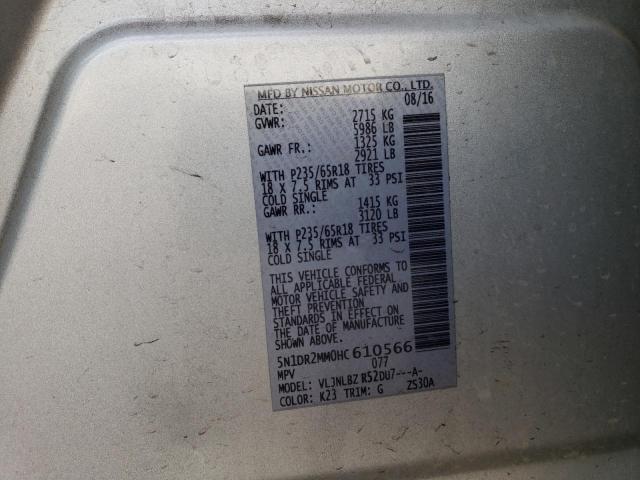 MFD BY NISSAN MOTOR CO., LTD.
DATE: 08/16
GVWR: 2715 KG
5986 LB
GAWR FR.: 1325 KG
2921 LB
WITH P235/65R18 TIRES
18 X 7.5 RIMS AT 33 PSI
COLD SINGLE
GAWR RR.: 1415 KG
3120 LB
WITH P235/65R18 TIRES
18 X 7.5 RIMS AT 33 PSI
COLD SINGLE
THIS VEHICLE CONFORMS TO
ALL APPLICABLE FEDERAL
MOTOR VEHICLE SAFETY AND
THEFT PREVENTION
STANDARDS IN EFFECT ON
THE DATE OF MANUFACTURE
SHOWN ABOVE.
5N1DR2MM0HC610566
MPV 077
MODEL: VLJNLBZ R52DU7---A-
COLOR: K23 TRIM: G ZS30A